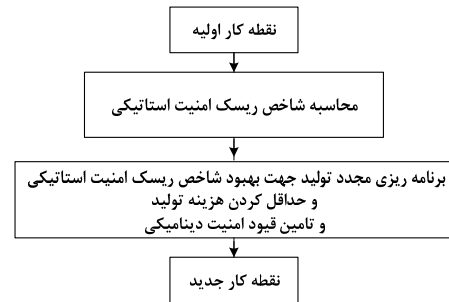 نقطه کار اولیه
محاسبه شاخص ریسک امنیت استاتیکی
برنامه ریزی مجدد تولید جهت بهبود شاخص ریسک امنیت استاتیکی
و حداقل کردن هزینه تولید
و تامین قیود امنیت دینامیکی
نقطه کار جدید